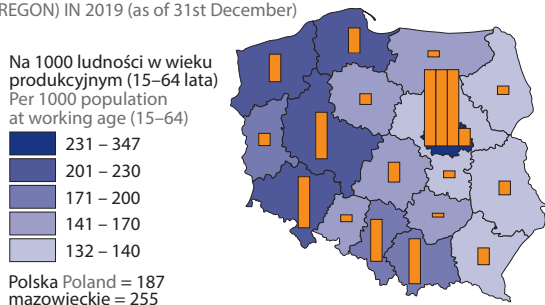 REGON) IN 2019 (as of 31st December)
Na 1000 ludności w wieku
produkcyjnym (15–64 lata)
Per 1000 population
at working age (15–64)
231 – 347
201 – 230
171 – 200
141 – 170
132 – 140
Polska Poland = 187
mazowieckie = 255